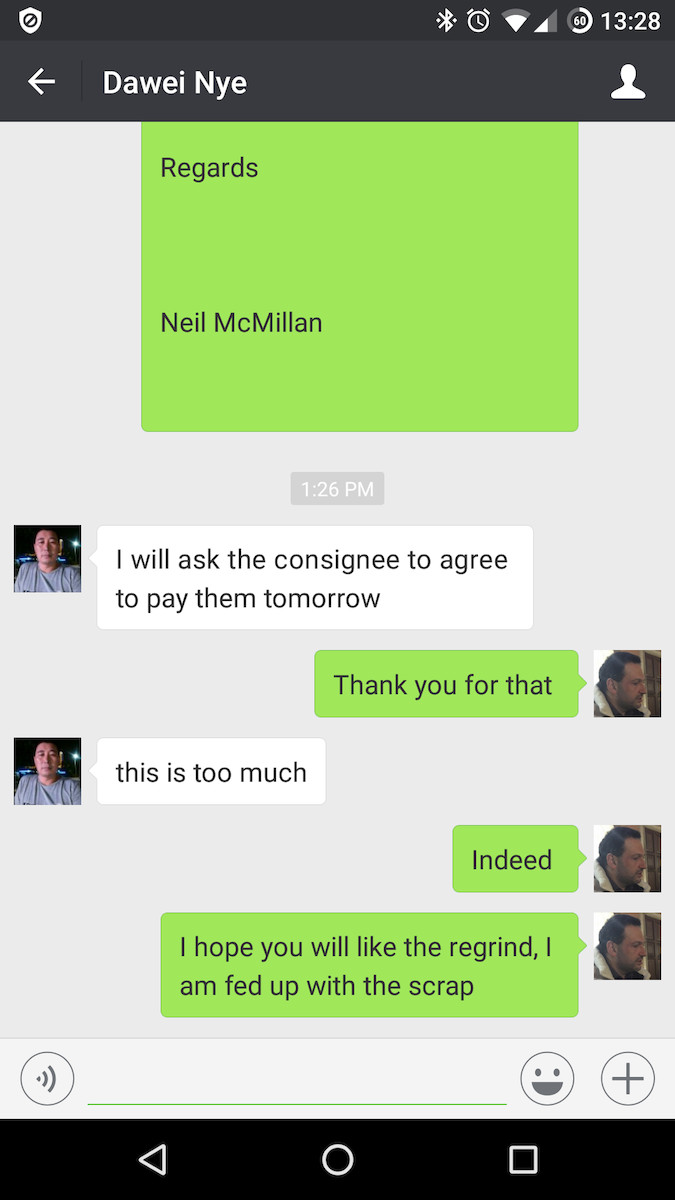 60 13:28
Dawei Nye
Regards
Neil McMillan
1:26 PM
I will ask the consignee to agree
to pay them tomorrow
Thank you for that
this is too much
Indeed
I hope you will like the regrind, I
am fed up with the scrap